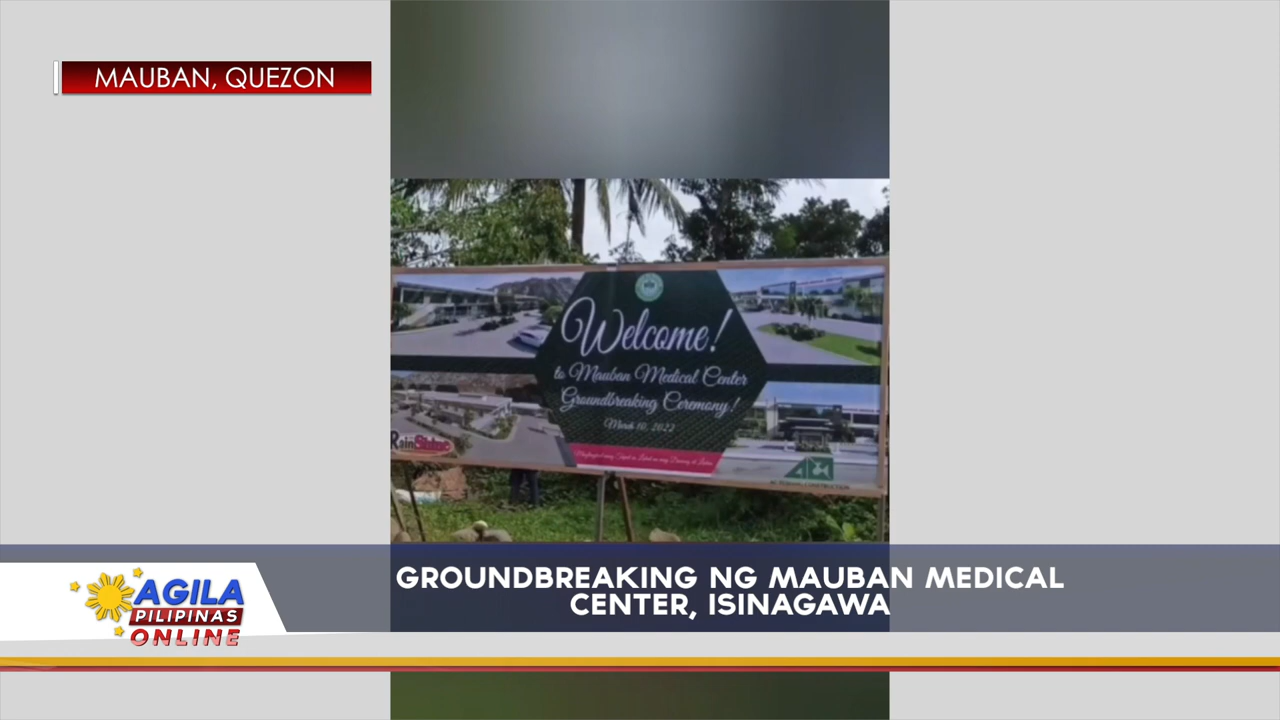 MAUBAN, QUEZON
Welcome!
to Mauban Medical Center
Groundbreaking Ceremony!
March 10, 2022
RainShine
GROUNDBREAKING NG MAUBAN MEDICAL
CENTER, ISINAGAWA
AGILA
PILIPINAS
ONLINE